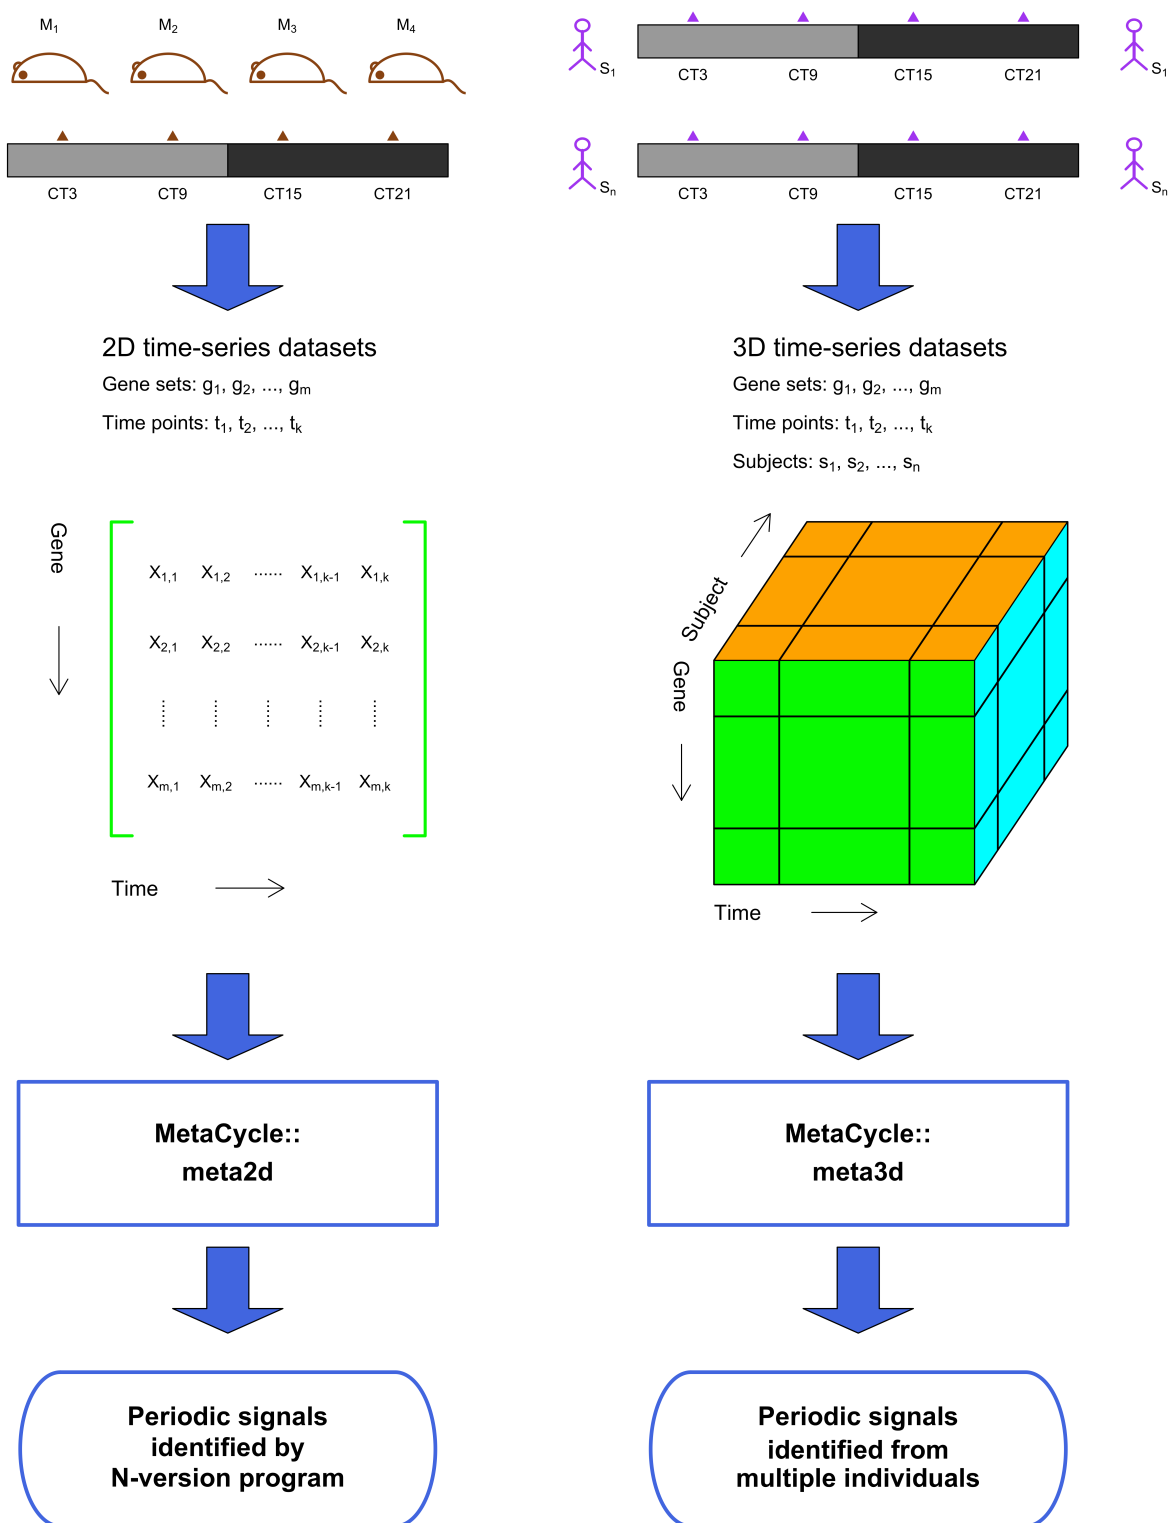 M1 M2 M3 M4
CT3 CT9 CT15 CT21
S1 CT3 CT9 CT15 CT21 S1
Sn CT3 CT9 CT15 CT21 Sn
2D time-series datasets
Gene sets: g1, g2, ..., gm
Time points: t1, t2, ..., tk
3D time-series datasets
Gene sets: g1, g2, ..., gm
Time points: t1, t2, ..., tk
Subjects: s1, s2, ..., sn
Gene
X1,1 X1,2 ...... X1,k-1 X1,k
X2,1 X2,2 ...... X2,k-1 X2,k
...... ...... ...... ...... ......
Xm,1 Xm,2 ...... Xm,k-1 Xm,k
Time
Subject
Gene
Time
MetaCycle::
meta2d
MetaCycle::
meta3d
Periodic signals
identified by
N-version program
Periodic signals
identified from
multiple individuals